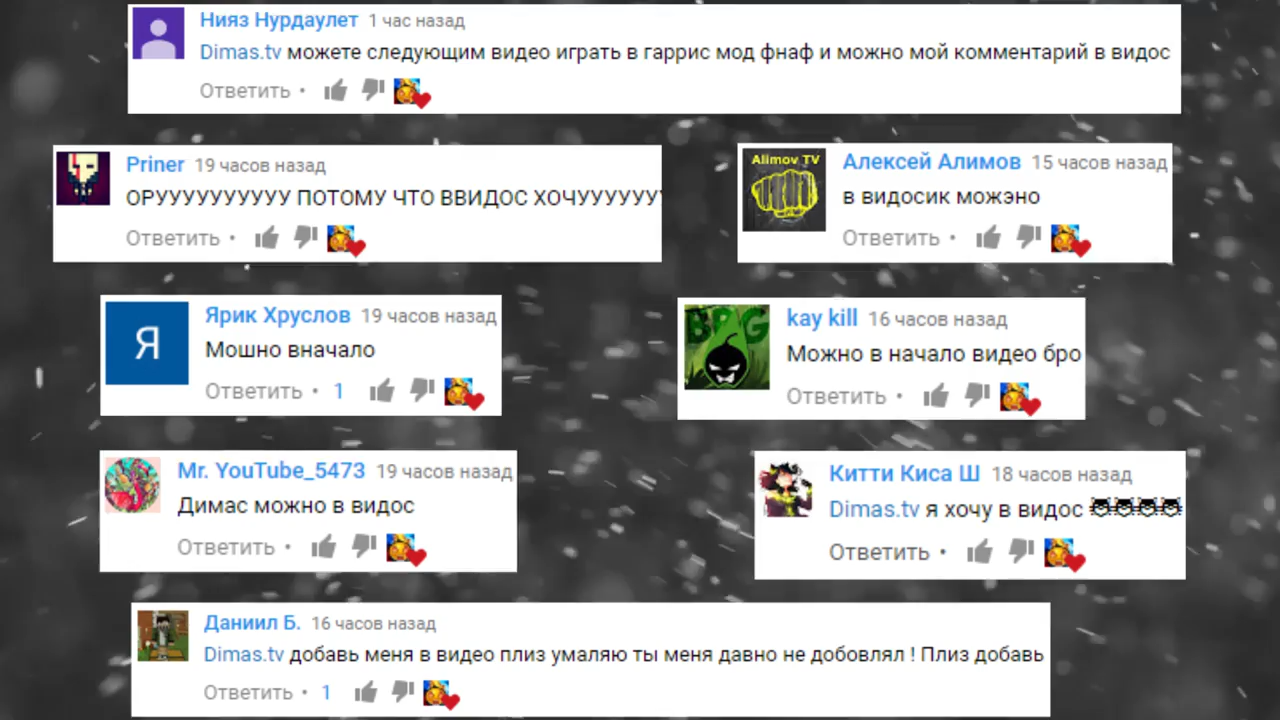 Нияз Нурдаулет 1 час назад
Dimas.tv можете следующим видео играть в гаррис мод фнаф и можно мой комментарий в видос
Ответить •
Priner 19 часов назад
ОРУУУУУУУУУУ ПОТОМУ ЧТО ВВИДОС ХОЧУУУУУУУ
Ответить •
Alimov TV
Алексей Алимов 15 часов назад
в видосик можэно
Ответить •
Я
Ярик Хруслов 19 часов назад
Мошно вначало
Ответить • 1
BPG
kay kill 16 часов назад
Можно в начало видео бро
Ответить •
Mr. YouTube_5473 19 часов назад
Димас можно в видос
Ответить •
Китти Киса Ш 18 часов назад
Dimas.tv я хочу в видос
Ответить •
Даниил Б. 16 часов назад
Dimas.tv добавь меня в видео плиз умаляю ты меня давно не добовлял ! Плиз добавь
Ответить • 1